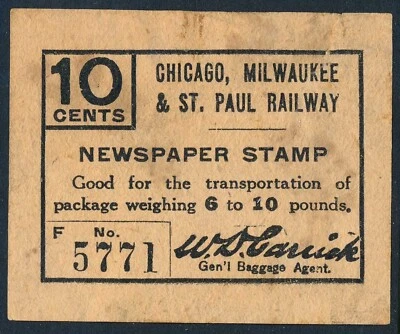 10
CENTS
CHICAGO, MILWAUKEE
& ST. PAUL RAILWAY
NEWSPAPER STAMP
Good for the transportation of
package weighing 6 to 10 pounds.
F No.
5771
W.D. Carrick
Gen'l Baggage Agent.